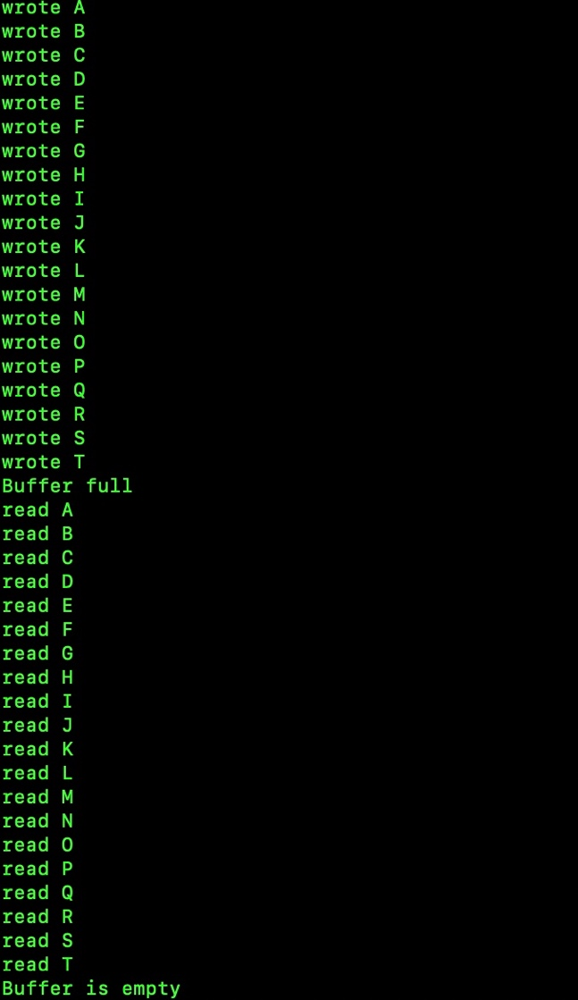 wrote A
wrote B
wrote C
wrote D
wrote E
wrote F
wrote G
wrote H
wrote I
wrote J
wrote K
wrote L
wrote M
wrote N
wrote O
wrote P
wrote Q
wrote R
wrote S
wrote T
Buffer full
read A
read B
read C
read D
read E
read F
read G
read H
read I
read J
read K
read L
read M
read N
read O
read P
read Q
read R
read S
read T
Buffer is empty